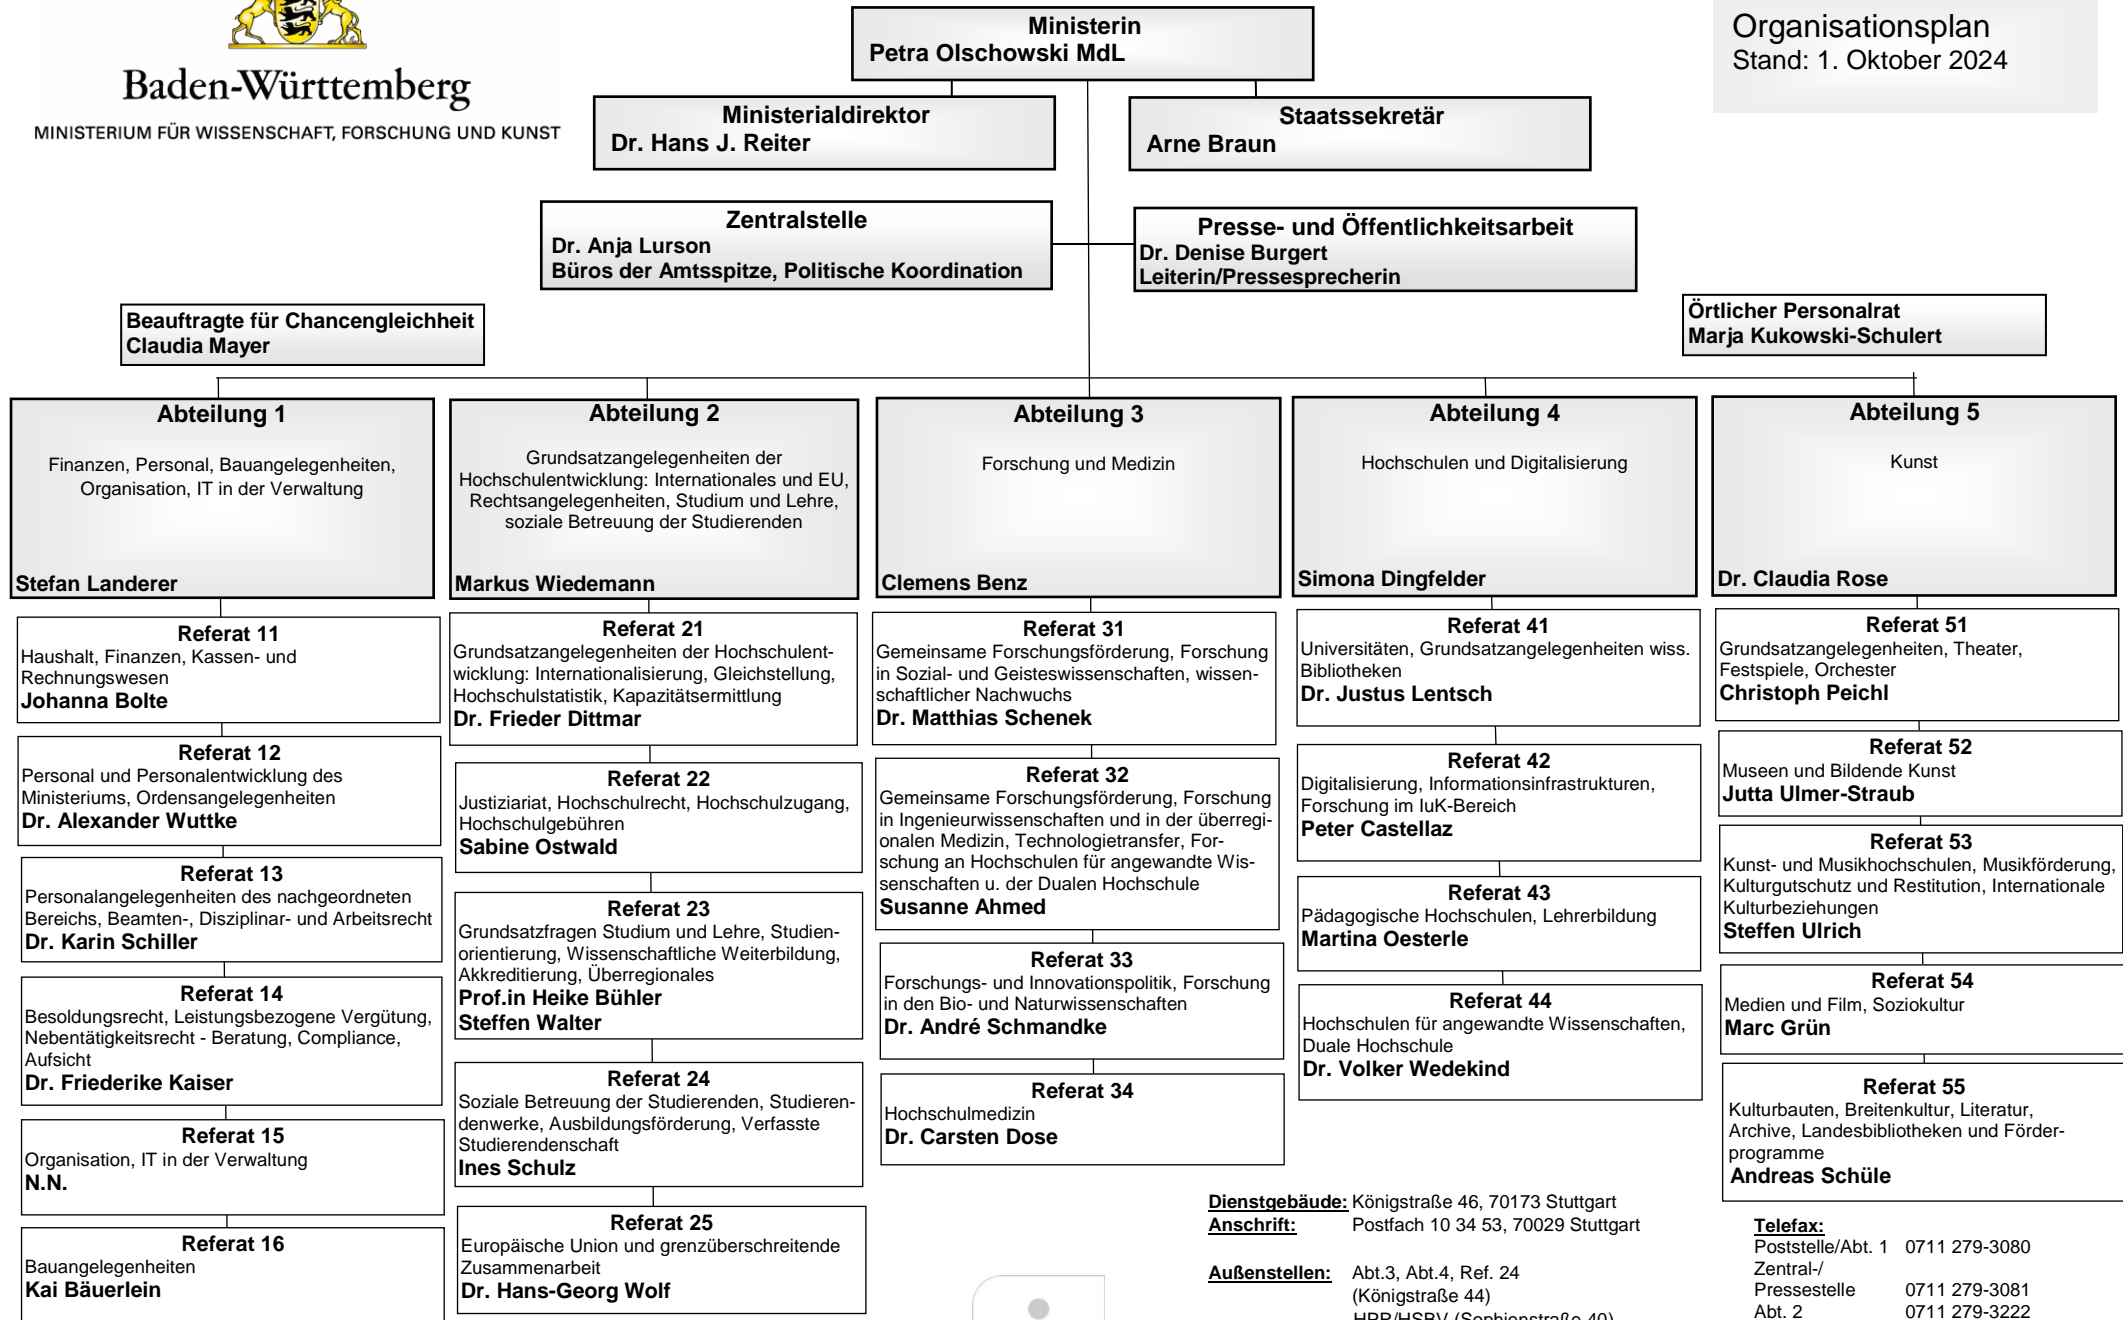 Baden-Württemberg
MINISTERIUM FÜR WISSENSCHAFT, FORSCHUNG UND KUNST
Ministerin
Petra Olschowski MdL
Organisationsplan
Stand: 1. Oktober 2024
Ministerialdirektor
Dr. Hans J. Reiter
Staatssekretär
Arne Braun
Zentralstelle
Dr. Anja Lurson
Büros der Amtsspitze, Politische Koordination
Presse- und Öffentlichkeitsarbeit
Dr. Denise Burgert
Leiterin/Pressesprecherin
Beauftragte für Chancengleichheit
Claudia Mayer
Örtlicher Personalrat
Marja Kukowski-Schulert
Abteilung 1
Finanzen, Personal, Bauangelegenheiten,
Organisation, IT in der Verwaltung
Stefan Landerer
Referat 11
Haushalt, Finanzen, Kassen- und
Rechnungswesen
Johanna Bolte
Referat 12
Personal und Personalentwicklung des
Ministeriums, Ordensangelegenheiten
Dr. Alexander Wuttke
Referat 13
Personalangelegenheiten des nachgeordneten
Bereichs, Beamten-, Disziplinar- und Arbeitsrecht
Dr. Karin Schiller
Referat 14
Besoldungsrecht, Leistungsbezogene Vergütung,
Nebentätigkeitsrecht - Beratung, Compliance,
Aufsicht
Dr. Friederike Kaiser
Referat 15
Organisation, IT in der Verwaltung
N.N.
Referat 16
Bauangelegenheiten
Kai Bäuerlein
Abteilung 2
Grundsatzangelegenheiten der
Hochschulentwicklung: Internationales und EU,
Rechtsangelegenheiten, Studium und Lehre,
soziale Betreuung der Studierenden
Markus Wiedemann
Referat 21
Grundsatzangelegenheiten der Hochschulent-
wicklung: Internationalisierung, Gleichstellung,
Hochschulstatistik, Kapazitätsermittlung
Dr. Frieder Dittmar
Referat 22
Justiziariat, Hochschulrecht, Hochschulzugang,
Hochschulgebühren
Sabine Ostwald
Referat 23
Grundsatzfragen Studium und Lehre, Studien-
orientierung, Wissenschaftliche Weiterbildung,
Akkreditierung, Überregionales
Prof.in Heike Bühler
Steffen Walter
Referat 24
Soziale Betreuung der Studierenden, Studieren-
denwerke, Ausbildungsförderung, Verfasste
Studierendenschaft
Ines Schulz
Referat 25
Europäische Union und grenzüberschreitende
Zusammenarbeit
Dr. Hans-Georg Wolf
Abteilung 3
Forschung und Medizin
Clemens Benz
Referat 31
Gemeinsame Forschungsförderung, Forschung
in Sozial- und Geisteswissenschaften, wissen-
schaftlicher Nachwuchs
Dr. Matthias Schenek
Referat 32
Gemeinsame Forschungsförderung, Forschung
in Ingenieurwissenschaften und in der überregi-
onalen Medizin, Technologietransfer, For-
schung an Hochschulen für angewandte Wis-
senschaften u. der Dualen Hochschule
Susanne Ahmed
Referat 33
Forschungs- und Innovationspolitik, Forschung
in den Bio- und Naturwissenschaften
Dr. André Schmandke
Referat 34
Hochschulmedizin
Dr. Carsten Dose
Abteilung 4
Hochschulen und Digitalisierung
Simona Dingfelder
Referat 41
Universitäten, Grundsatzangelegenheiten wiss.
Bibliotheken
Dr. Justus Lentsch
Referat 42
Digitalisierung, Informationsinfrastrukturen,
Forschung im IuK-Bereich
Peter Castellaz
Referat 43
Pädagogische Hochschulen, Lehrerbildung
Martina Oesterle
Referat 44
Hochschulen für angewandte Wissenschaften,
Duale Hochschule
Dr. Volker Wedekind
Abteilung 5
Kunst
Dr. Claudia Rose
Referat 51
Grundsatzangelegenheiten, Theater,
Festspiele, Orchester
Christoph Peichl
Referat 52
Museen und Bildende Kunst
Jutta Ulmer-Straub
Referat 53
Kunst- und Musikhochschulen, Musikförderung,
Kulturgutschutz und Restitution, Internationale
Kulturbeziehungen
Steffen Ulrich
Referat 54
Medien und Film, Soziokultur
Marc Grün
Referat 55
Kulturbauten, Breitenkultur, Literatur,
Archive, Landesbibliotheken und Förder-
programme
Andreas Schüle
Dienstgebäude: Königstraße 46, 70173 Stuttgart
Anschrift: Postfach 10 34 53, 70029 Stuttgart
Außenstellen: Abt.3, Abt.4, Ref. 24
(Königstraße 44)
HPR/HSBV (Sophienstraße 40)
Telefax:
Poststelle/Abt. 1 0711 279-3080
Zentral-/
Pressestelle 0711 279-3081
Abt. 2 0711 279-3222